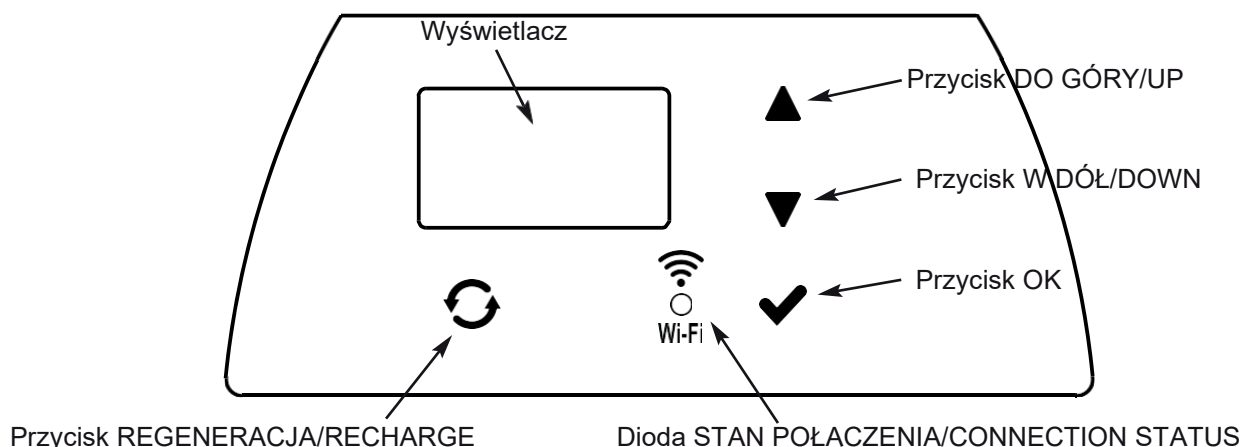 Wyświetlacz
Przycisk DO GÓRY/UP
Przycisk W DÓŁ/DOWN
Przycisk OK
Wi-Fi
Przycisk REGENERACJA/RECHARGE
Dioda STAN POŁACZENIA/CONNECTION STATUS